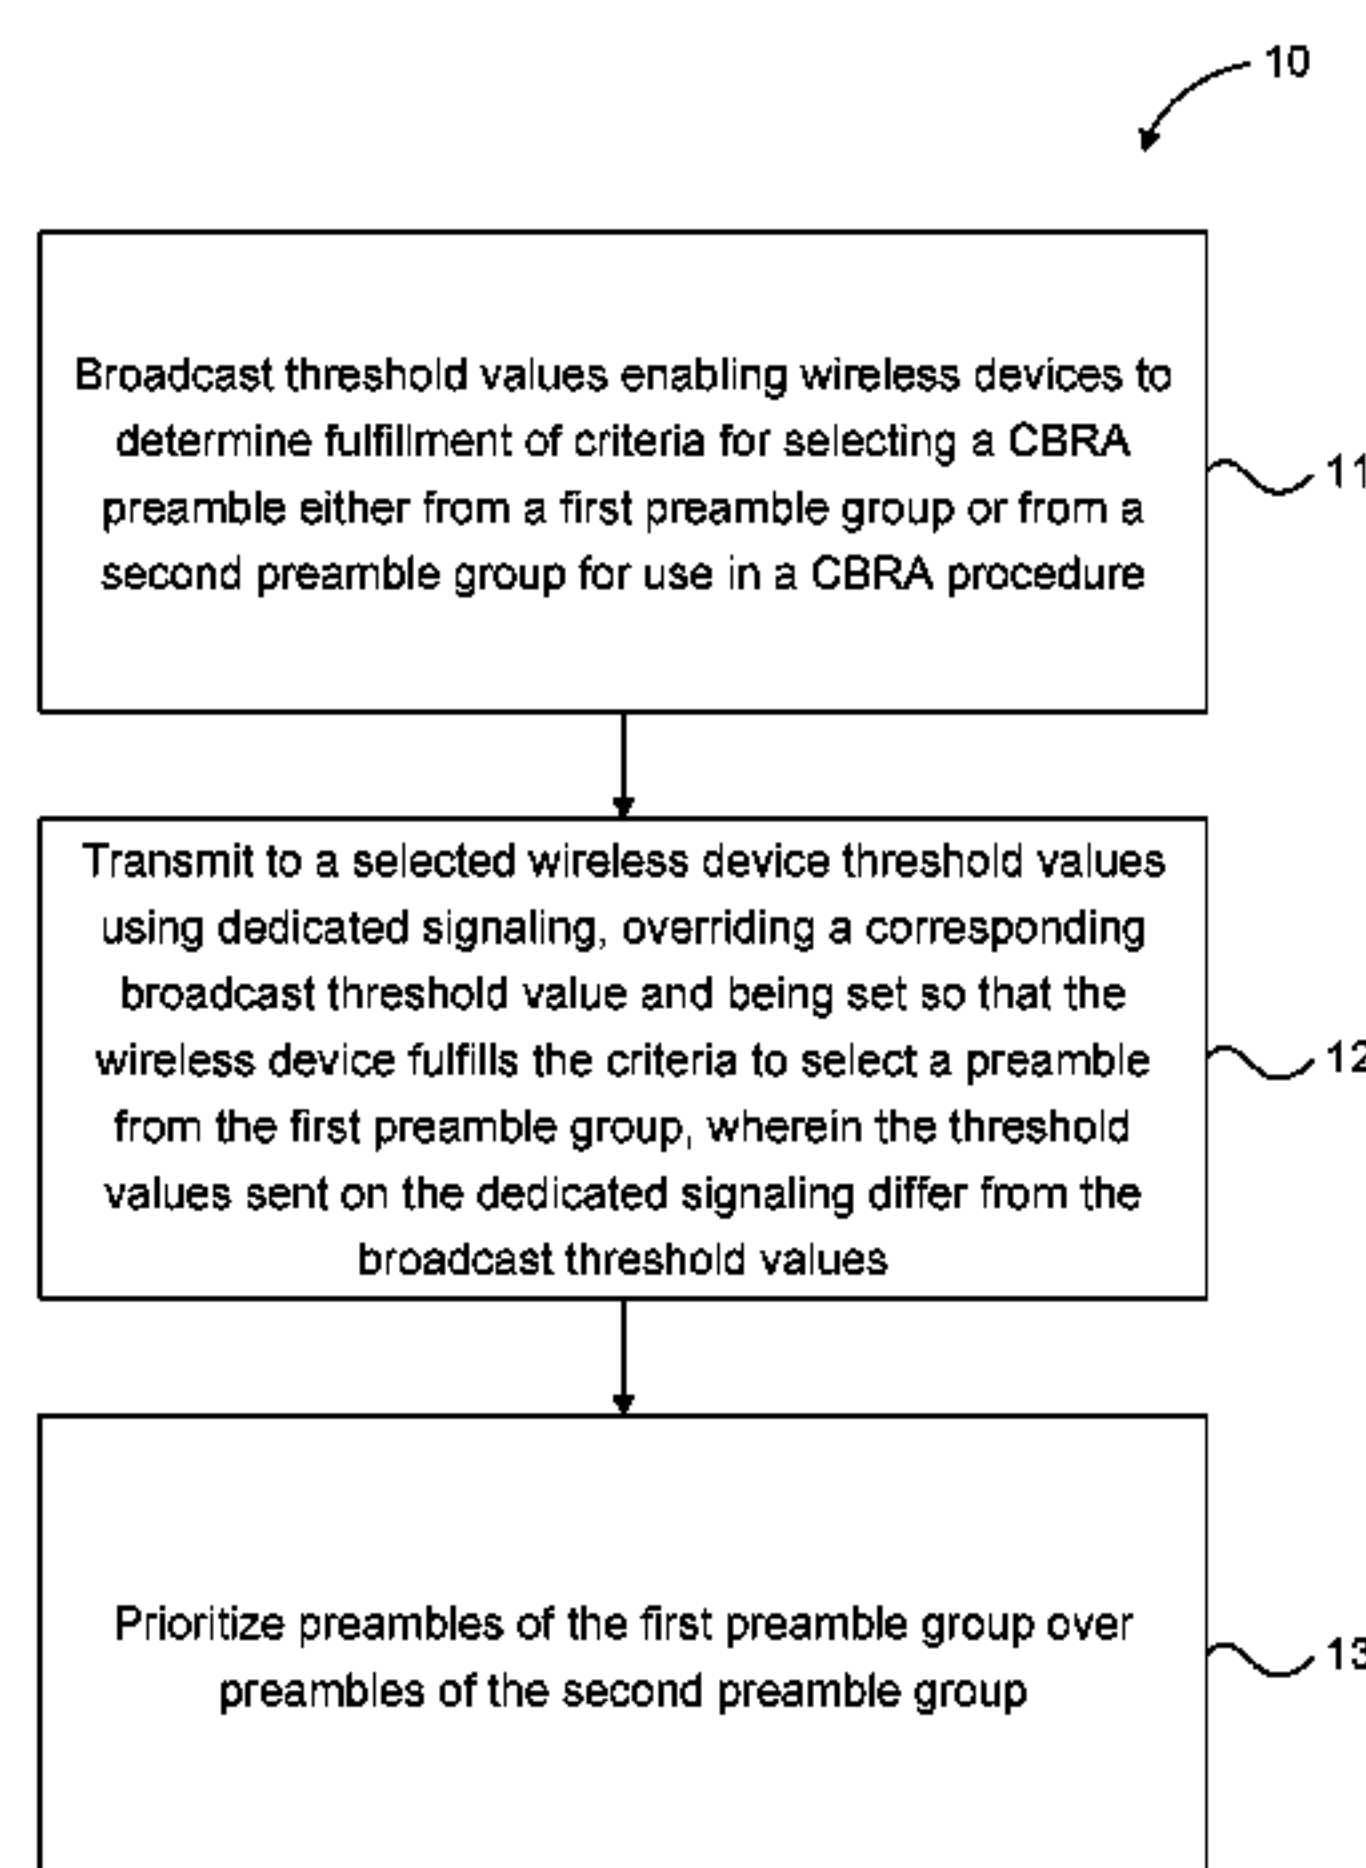 10
Broadcast threshold values enabling wireless devices to
determine fulfillment of criteria for selecting a CBRA
preamble either from a first preamble group or from a
second preamble group for use in a CBRA procedure
11
Transmit to a selected wireless device threshold values
using dedicated signaling, overriding a corresponding
broadcast threshold value and being set so that the
wireless device fulfills the criteria to select a preamble
from the first preamble group, wherein the threshold
values sent on the dedicated signaling differ from the
broadcast threshold values
12
Prioritize preambles of the first preamble group over
preambles of the second preamble group
13